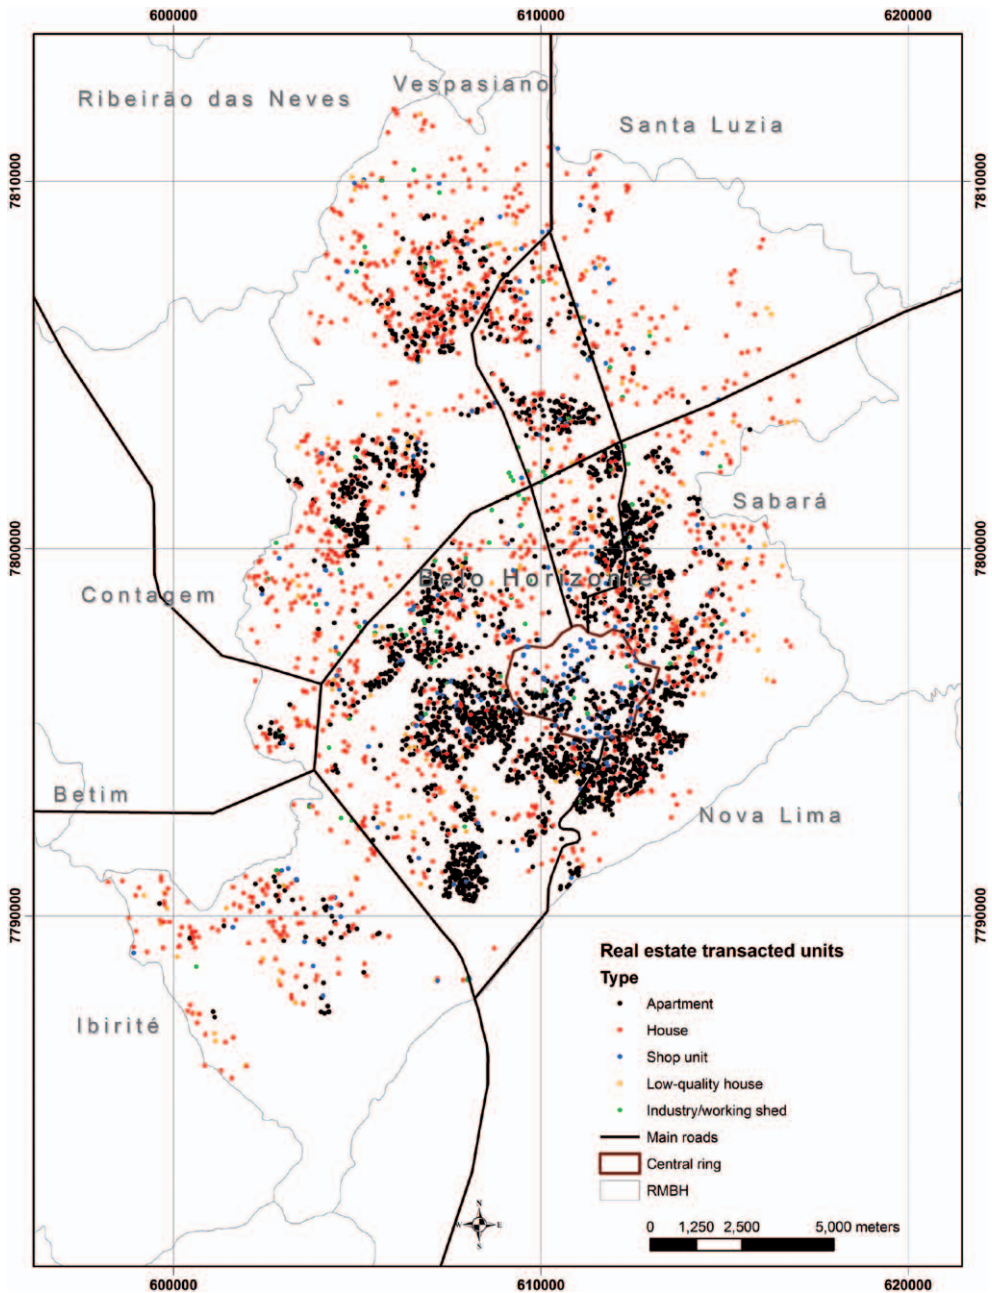 600000
610000
620000
Vespasiano
Ribeirão das Neves
Santa Luzia
7810000
7810000
Sabará
7800000
7800000
Belo Horizonte
Contagem
Betim
Nova Lima
7790000
7790000
Real estate transacted units
Type
Apartment
House
Ibirité
Shop unit
Low-quality house
Industry/working shed
Main roads
Central ring
RMBH
N
W E
S
0 1,250 2,500 5,000 meters
600000
610000
620000